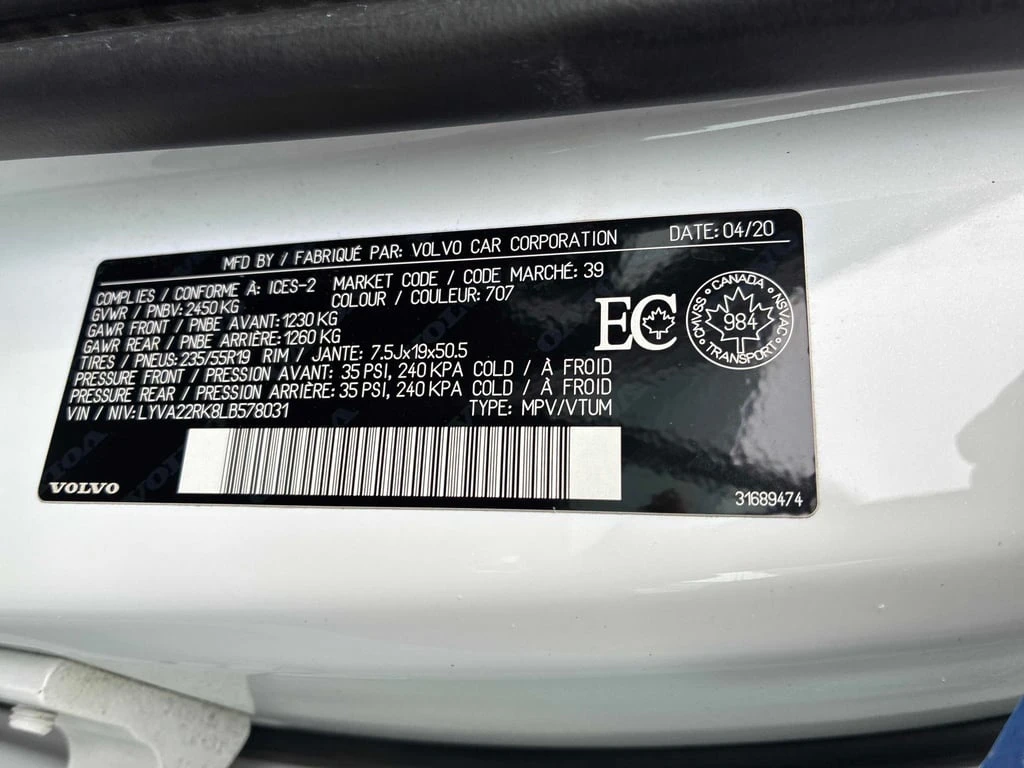 MFD BY / FABRIQUÉ PAR: VOLVO CAR CORPORATION DATE: 04/20
COMPLIES / CONFORME À: ICES-2 MARKET CODE / CODE MARCHÉ: 39
GVWR / PNBV: 2450 KG COLOUR / COULEUR: 707
GAWR FRONT / PNBE AVANT: 1230 KG
GAWR REAR / PNBE ARRIÈRE: 1260 KG
TIRES / PNEUS: 235/55R19 RIM / JANTE: 7.5Jx19x50.5
PRESSURE FRONT / PRESSION AVANT: 35 PSI, 240 KPA COLD / À FROID
PRESSURE REAR / PRESSION ARRIÈRE: 35 PSI, 240 KPA COLD / À FROID
VIN / NIV: LYVA22RK8LB578031 TYPE: MPV/VTUM
EC
CANADA
CMVSS 984 NSVAC
TRANSPORT
VOLVO
31689474